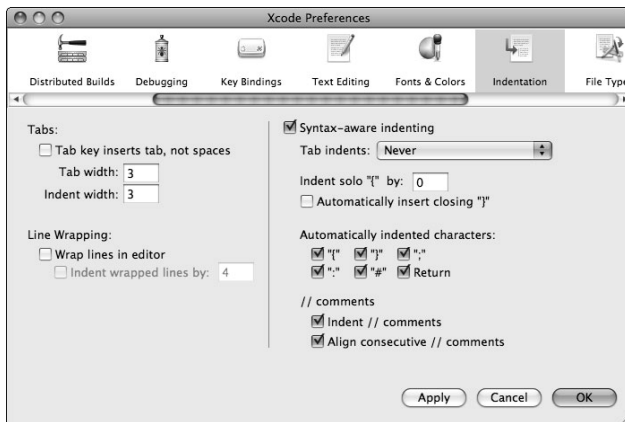 Xcode Preferences
Distributed Builds
Debugging
Key Bindings
Text Editing
Fonts & Colors
Indentation
File Type
Tabs:
Tab key inserts tab, not spaces
Tab width: 3
Indent width: 3
Line Wrapping:
Wrap lines in editor
Indent wrapped lines by: 4
Syntax-aware indenting
Tab indents: Never
Indent solo "{" by: 0
Automatically insert closing "}"
Automatically indented characters:
"{" "}" ";"
":" "#" Return
// comments
Indent // comments
Align consecutive // comments
Apply Cancel OK